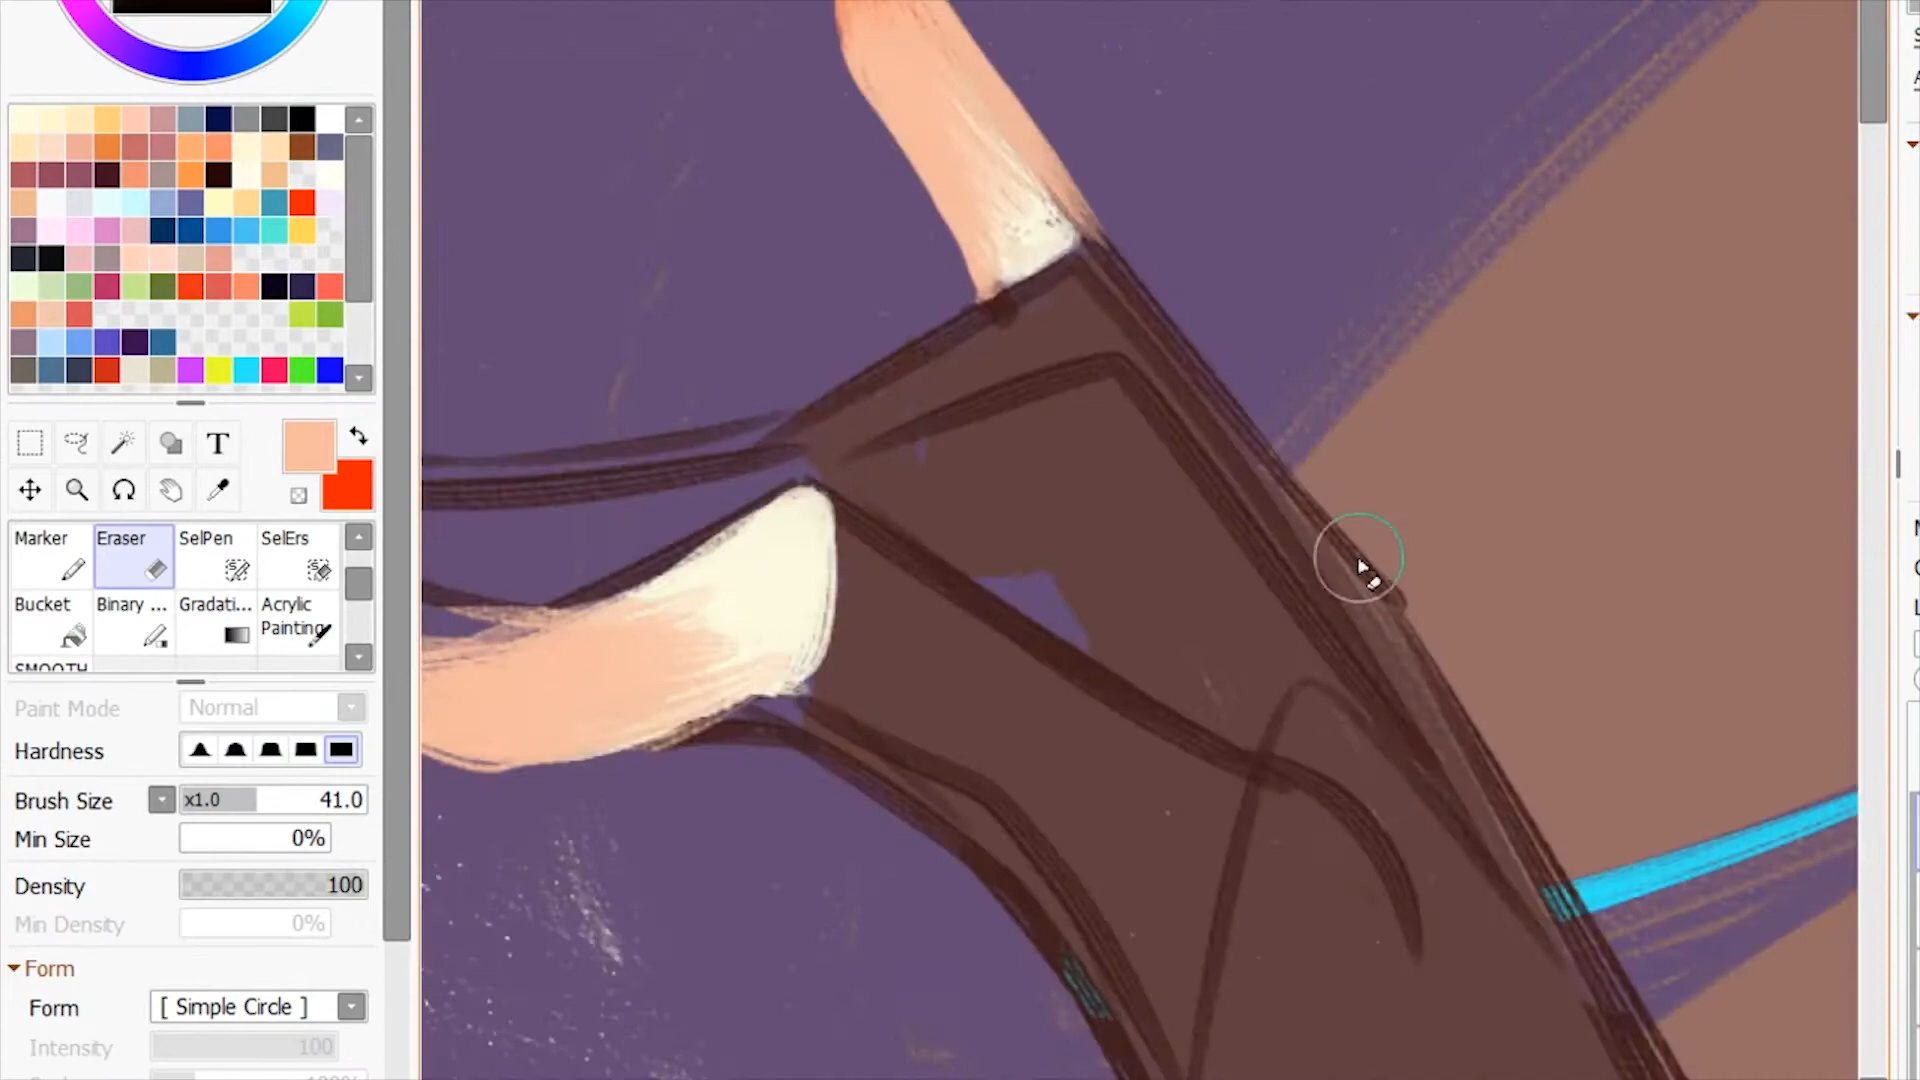 S
A
T
Marker
Eraser
SelPen
SelErs
Bucket
Binary ...
Gradati...
Acrylic
Painting
SMOOTH
Paint Mode
Normal
Hardness
Brush Size
x1.0
41.0
Min Size
0%
Density
100
Min Density
0%
Form
Form
[ Simple Circle ]
Intensity
100